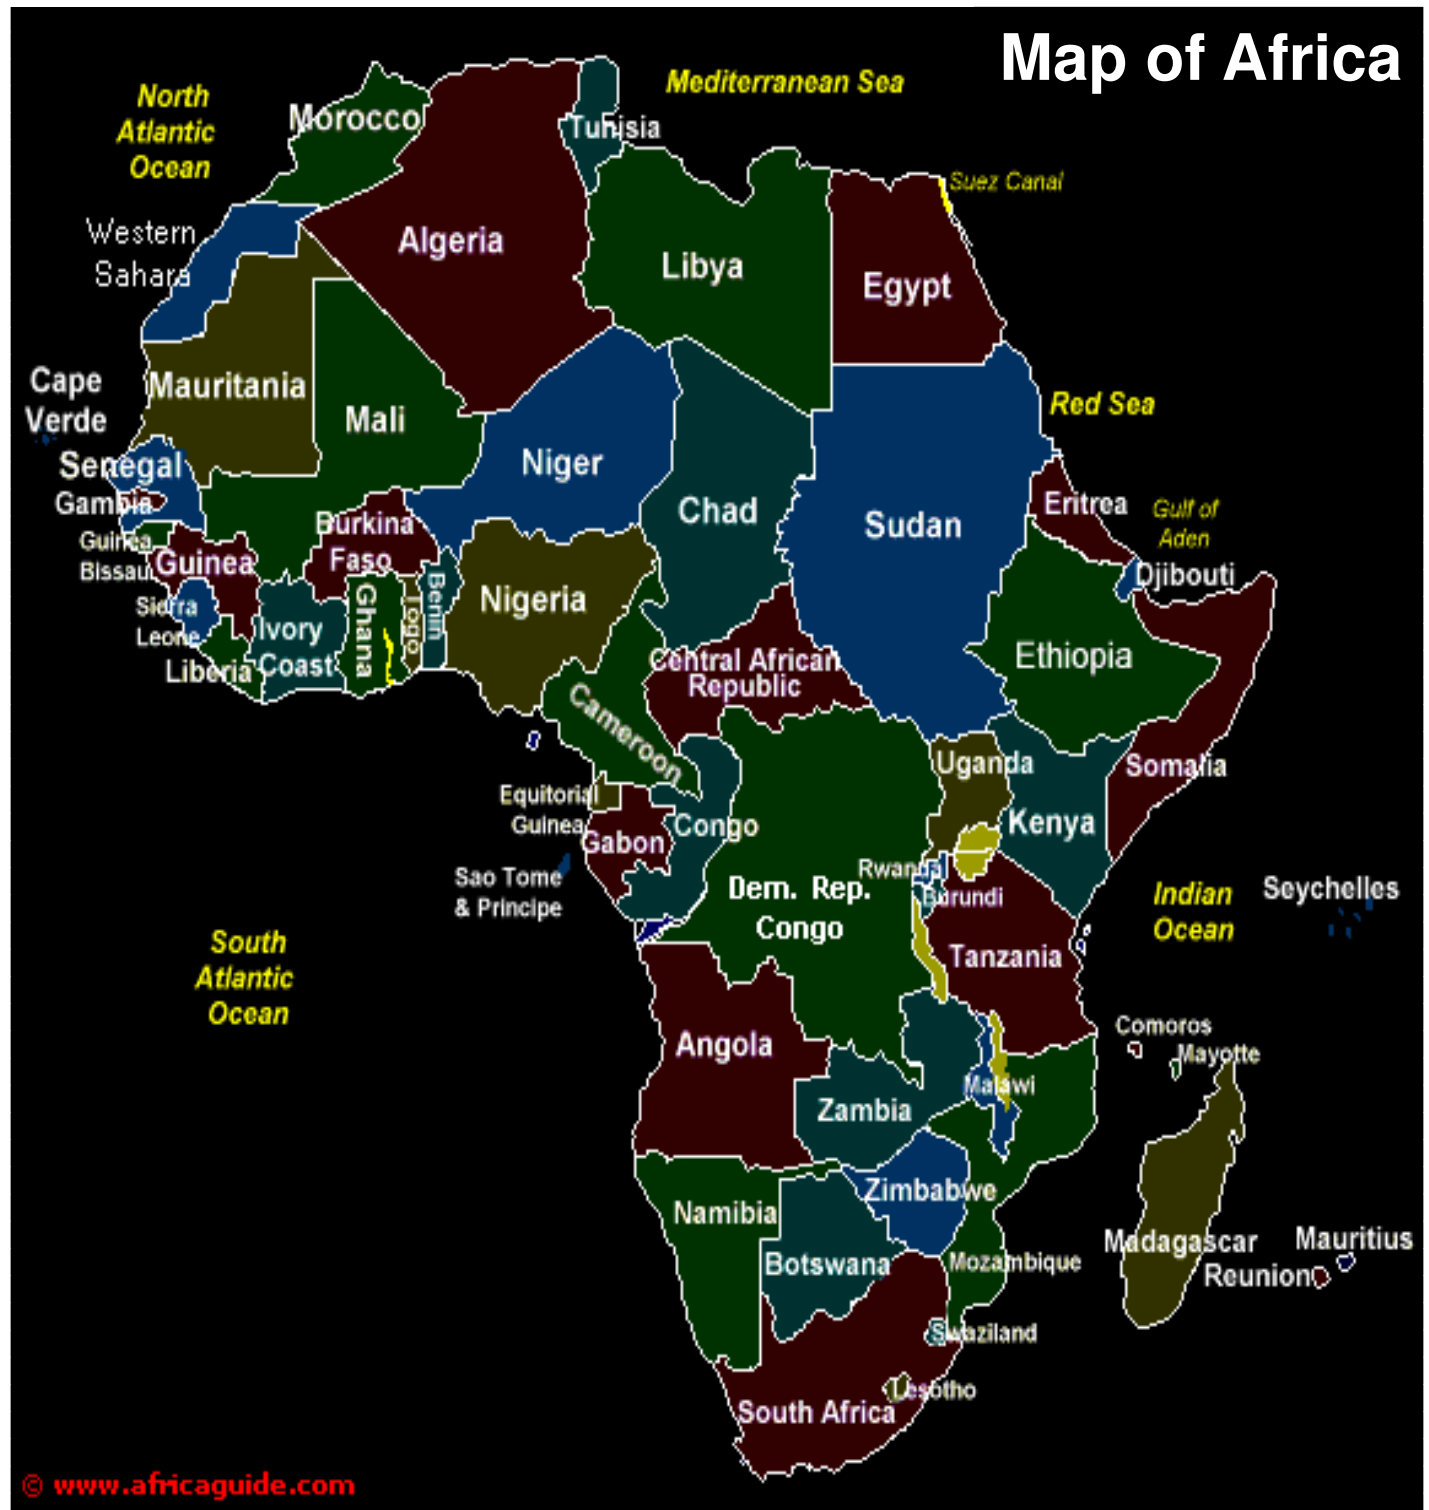 Map of Africa
North
Atlantic
Ocean
Mediterranean Sea
Morocco
Tunisia
Suez Canal
Western
Sahara
Algeria
Libya
Egypt
Cape
Verde
Mauritania
Mali
Niger
Chad
Sudan
Red Sea
Senegal
Gambia
Guinea
Bissau
Guinea
Burkina
Faso
Eritrea
Gulf of
Aden
Djibouti
Sierra
Leone
Liberia
Ivory
Coast
Ghana
Togo
Benin
Nigeria
Central African
Republic
Ethiopia
Cameroon
Uganda
Somalia
Equitorial
Guinea
Gabon
Congo
Kenya
Sao Tome
& Principe
Dem. Rep.
Congo
Rwanda
Burundi
Tanzania
Indian
Ocean
Seychelles
South
Atlantic
Ocean
Angola
Zambia
Malawi
Comoros
Mayotte
Namibia
Zimbabwe
Botswana
Mozambique
Madagascar
Mauritius
Reunion
Swaziland
Lesotho
South Africa
© www.africaguide.com